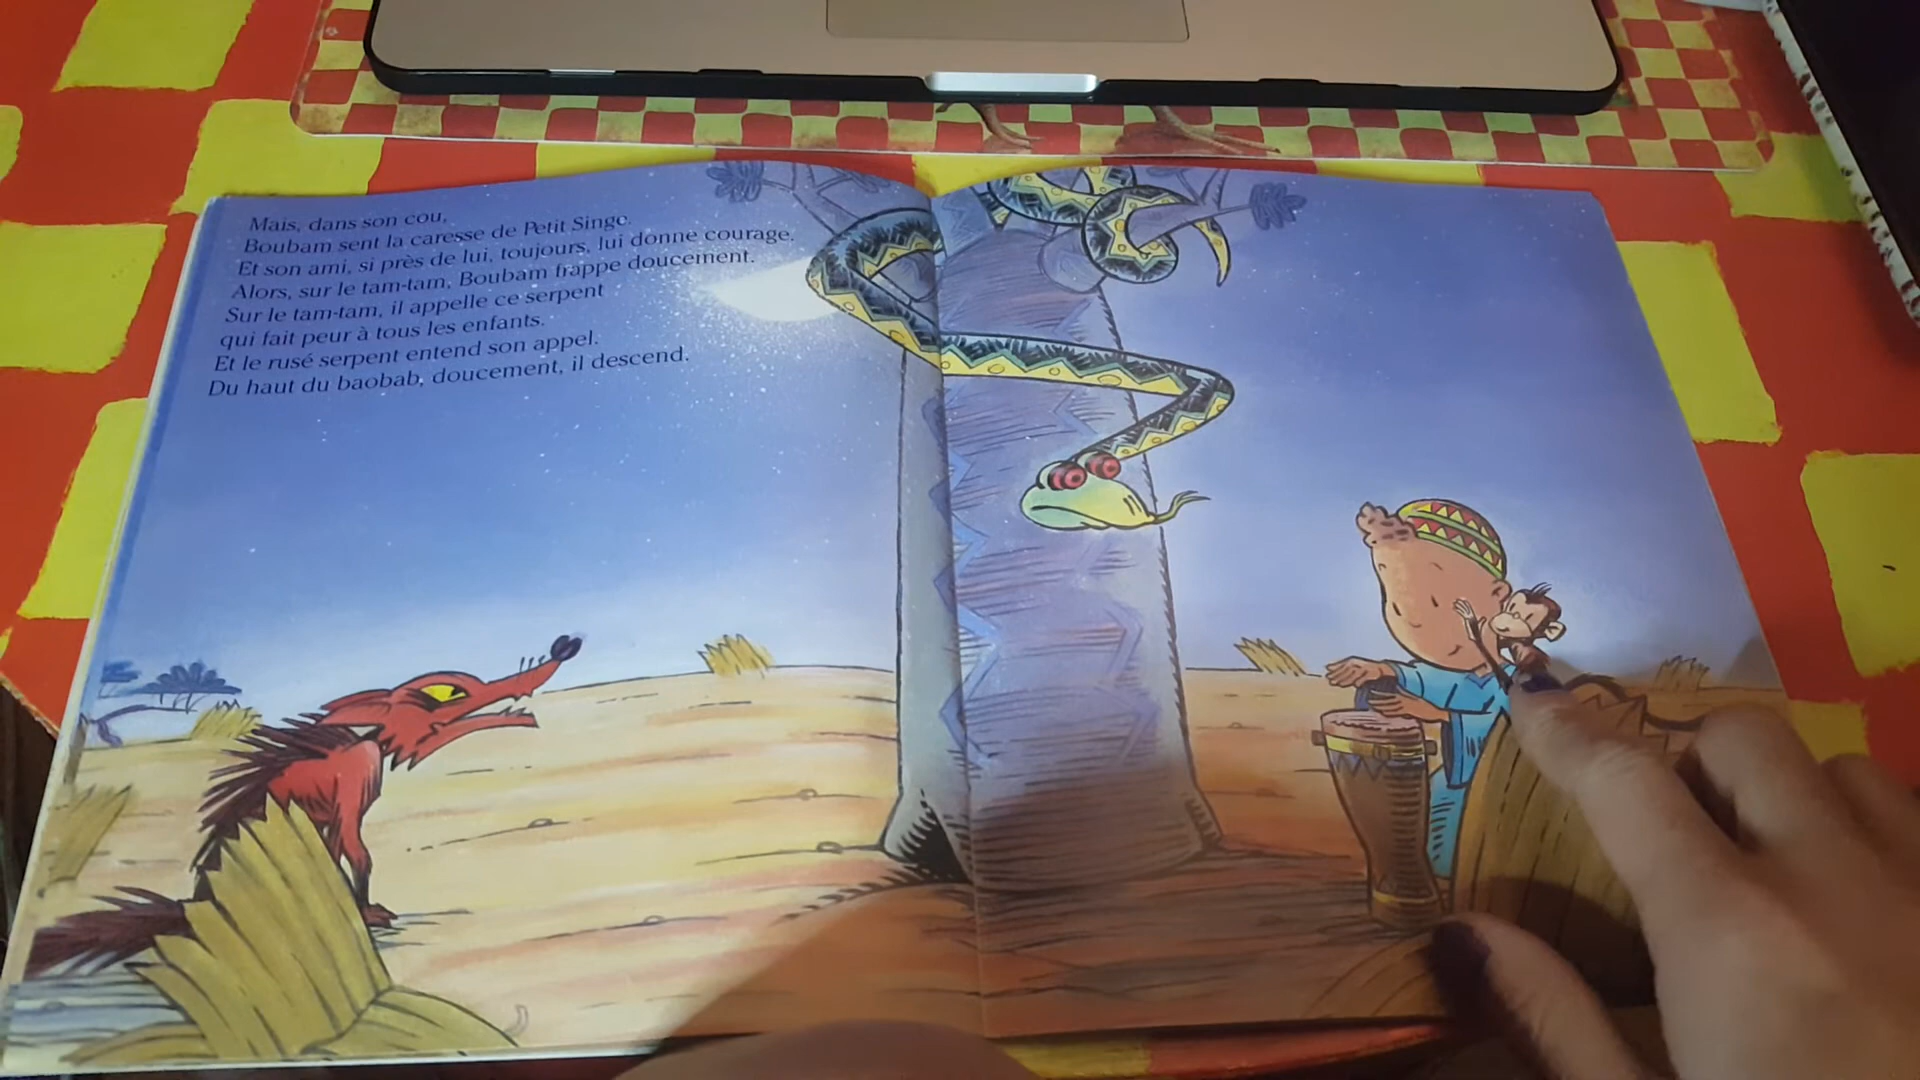 Mais, dans son cou,
Boubam sent la caresse de Petit Singe.
Et son ami, si près de lui, toujours, lui donne courage.
Alors, sur le tam-tam, Boubam frappe doucement.
Sur le tam-tam, il appelle ce serpent
qui fait peur à tous les enfants.
Et le rusé serpent entend son appel.
Du haut du baobab, doucement, il descend.